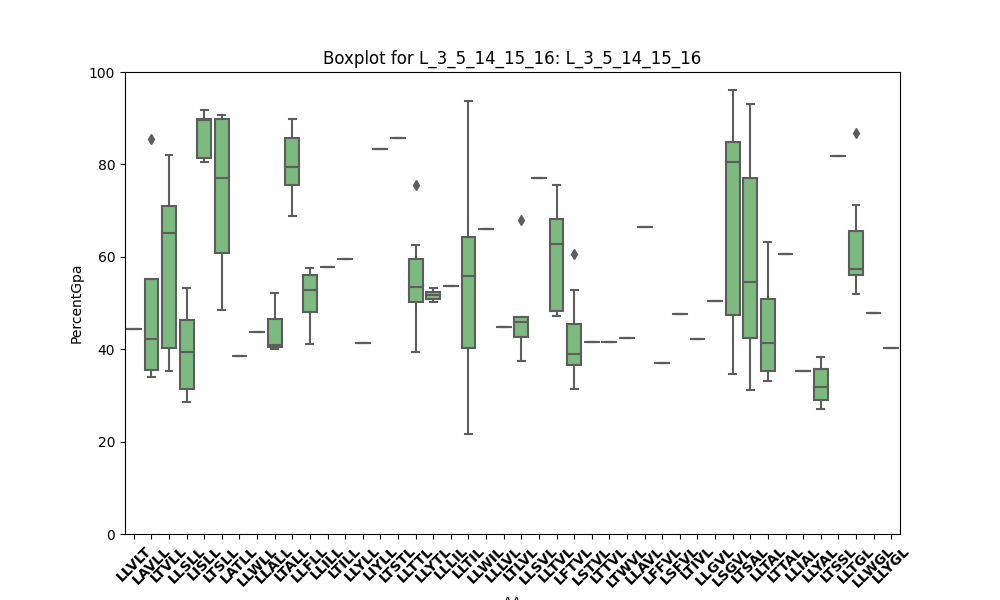 Boxplot for L_3_5_14_15_16: L_3_5_14_15_16
PercentGpa
100
80
60
40
20
0
LLVLT
LAVLL
LTVLL
LLSLL
LISLL
LTSLL
LATLL
LLWLL
LLALL
LTALL
LLFLL
LLILL
LTILL
LLYLL
LIYLL
LTSTL
LLTTL
LLYTL
LLLIL
LLTIL
LLWIL
LLLVL
LTLVL
LLSVL
LLTVL
LFTVL
LSTVL
LTTVL
LTWVL
LLAVL
LFFVL
LSFVL
LTIVL
LLGVL
LSGVL
LTSAL
LLTAL
LTTAL
LLIAL
LLYAL
LTSSL
LLTGL
LLWGL
LLYGL